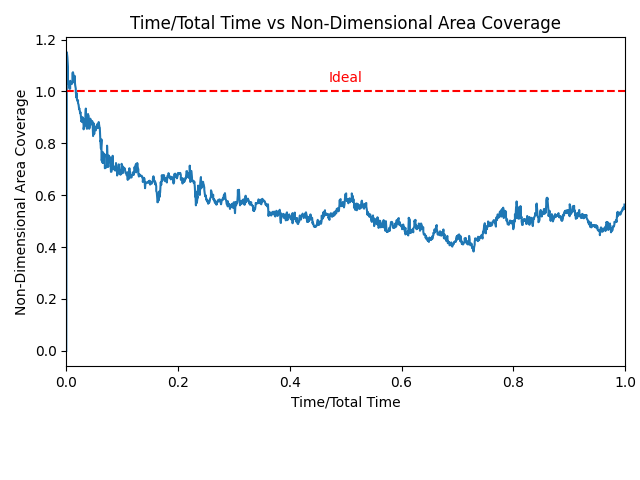 Time/Total Time vs Non-Dimensional Area Coverage
1.2
Ideal
1.0
0.8
0.6
0.4
0.2
0.0
Non-Dimensional Area Coverage
0.0 0.2 0.4 0.6 0.8 1.0
Time/Total Time